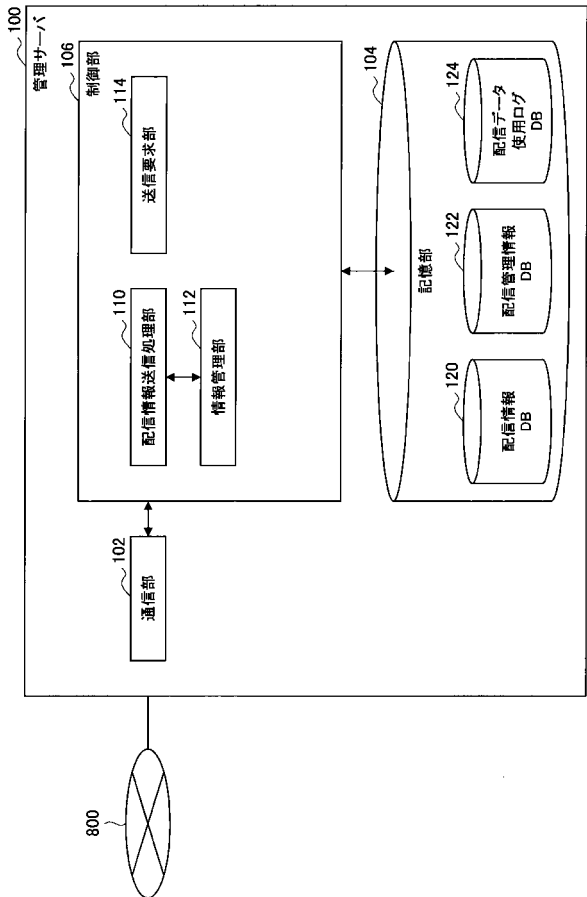 100
管理サーバ
106
制御部
114
送信要求部
110
配信情報送信処理部
112
情報管理部
102
通信部
800
104
記憶部
120
配信情報
DB
122
配信管理情報
DB
124
配信データ
使用ログ
DB